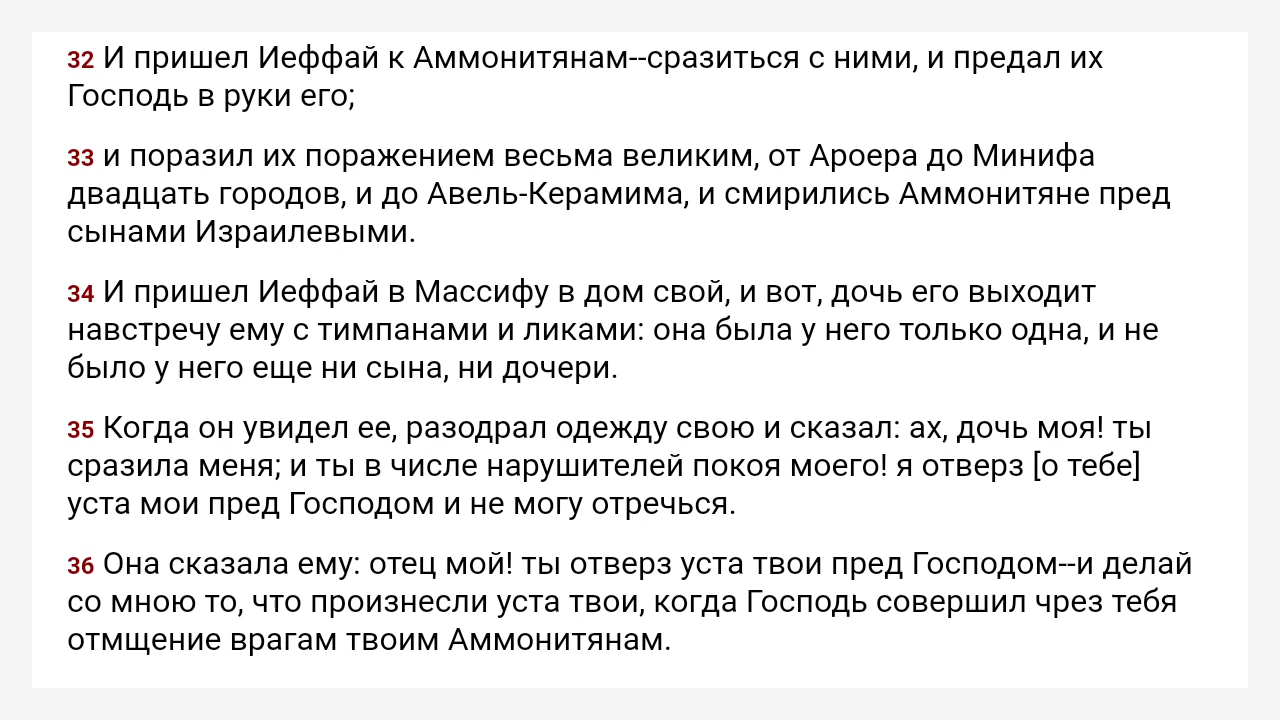 32 И пришел Иеффай к Аммонитянам--сразиться с ними, и предал их
Господь в руки его;
33 и поразил их поражением весьма великим, от Ароера до Минифа
двадцать городов, и до Авель-Керамима, и смирились Аммонитяне пред
сынами Израилевыми.
34 И пришел Иеффай в Массифу в дом свой, и вот, дочь его выходит
навстречу ему с тимпанами и ликами: она была у него только одна, и не
было у него еще ни сына, ни дочери.
35 Когда он увидел ее, разодрал одежду свою и сказал: ах, дочь моя! ты
сразила меня; и ты в числе нарушителей покоя моего! я отверз [о тебе]
уста мои пред Господом и не могу отречься.
36 Она сказала ему: отец мой! ты отверз уста твои пред Господом--и делай
со мною то, что произнесли уста твои, когда Господь совершил чрез тебя
отмщение врагам твоим Аммонитянам.